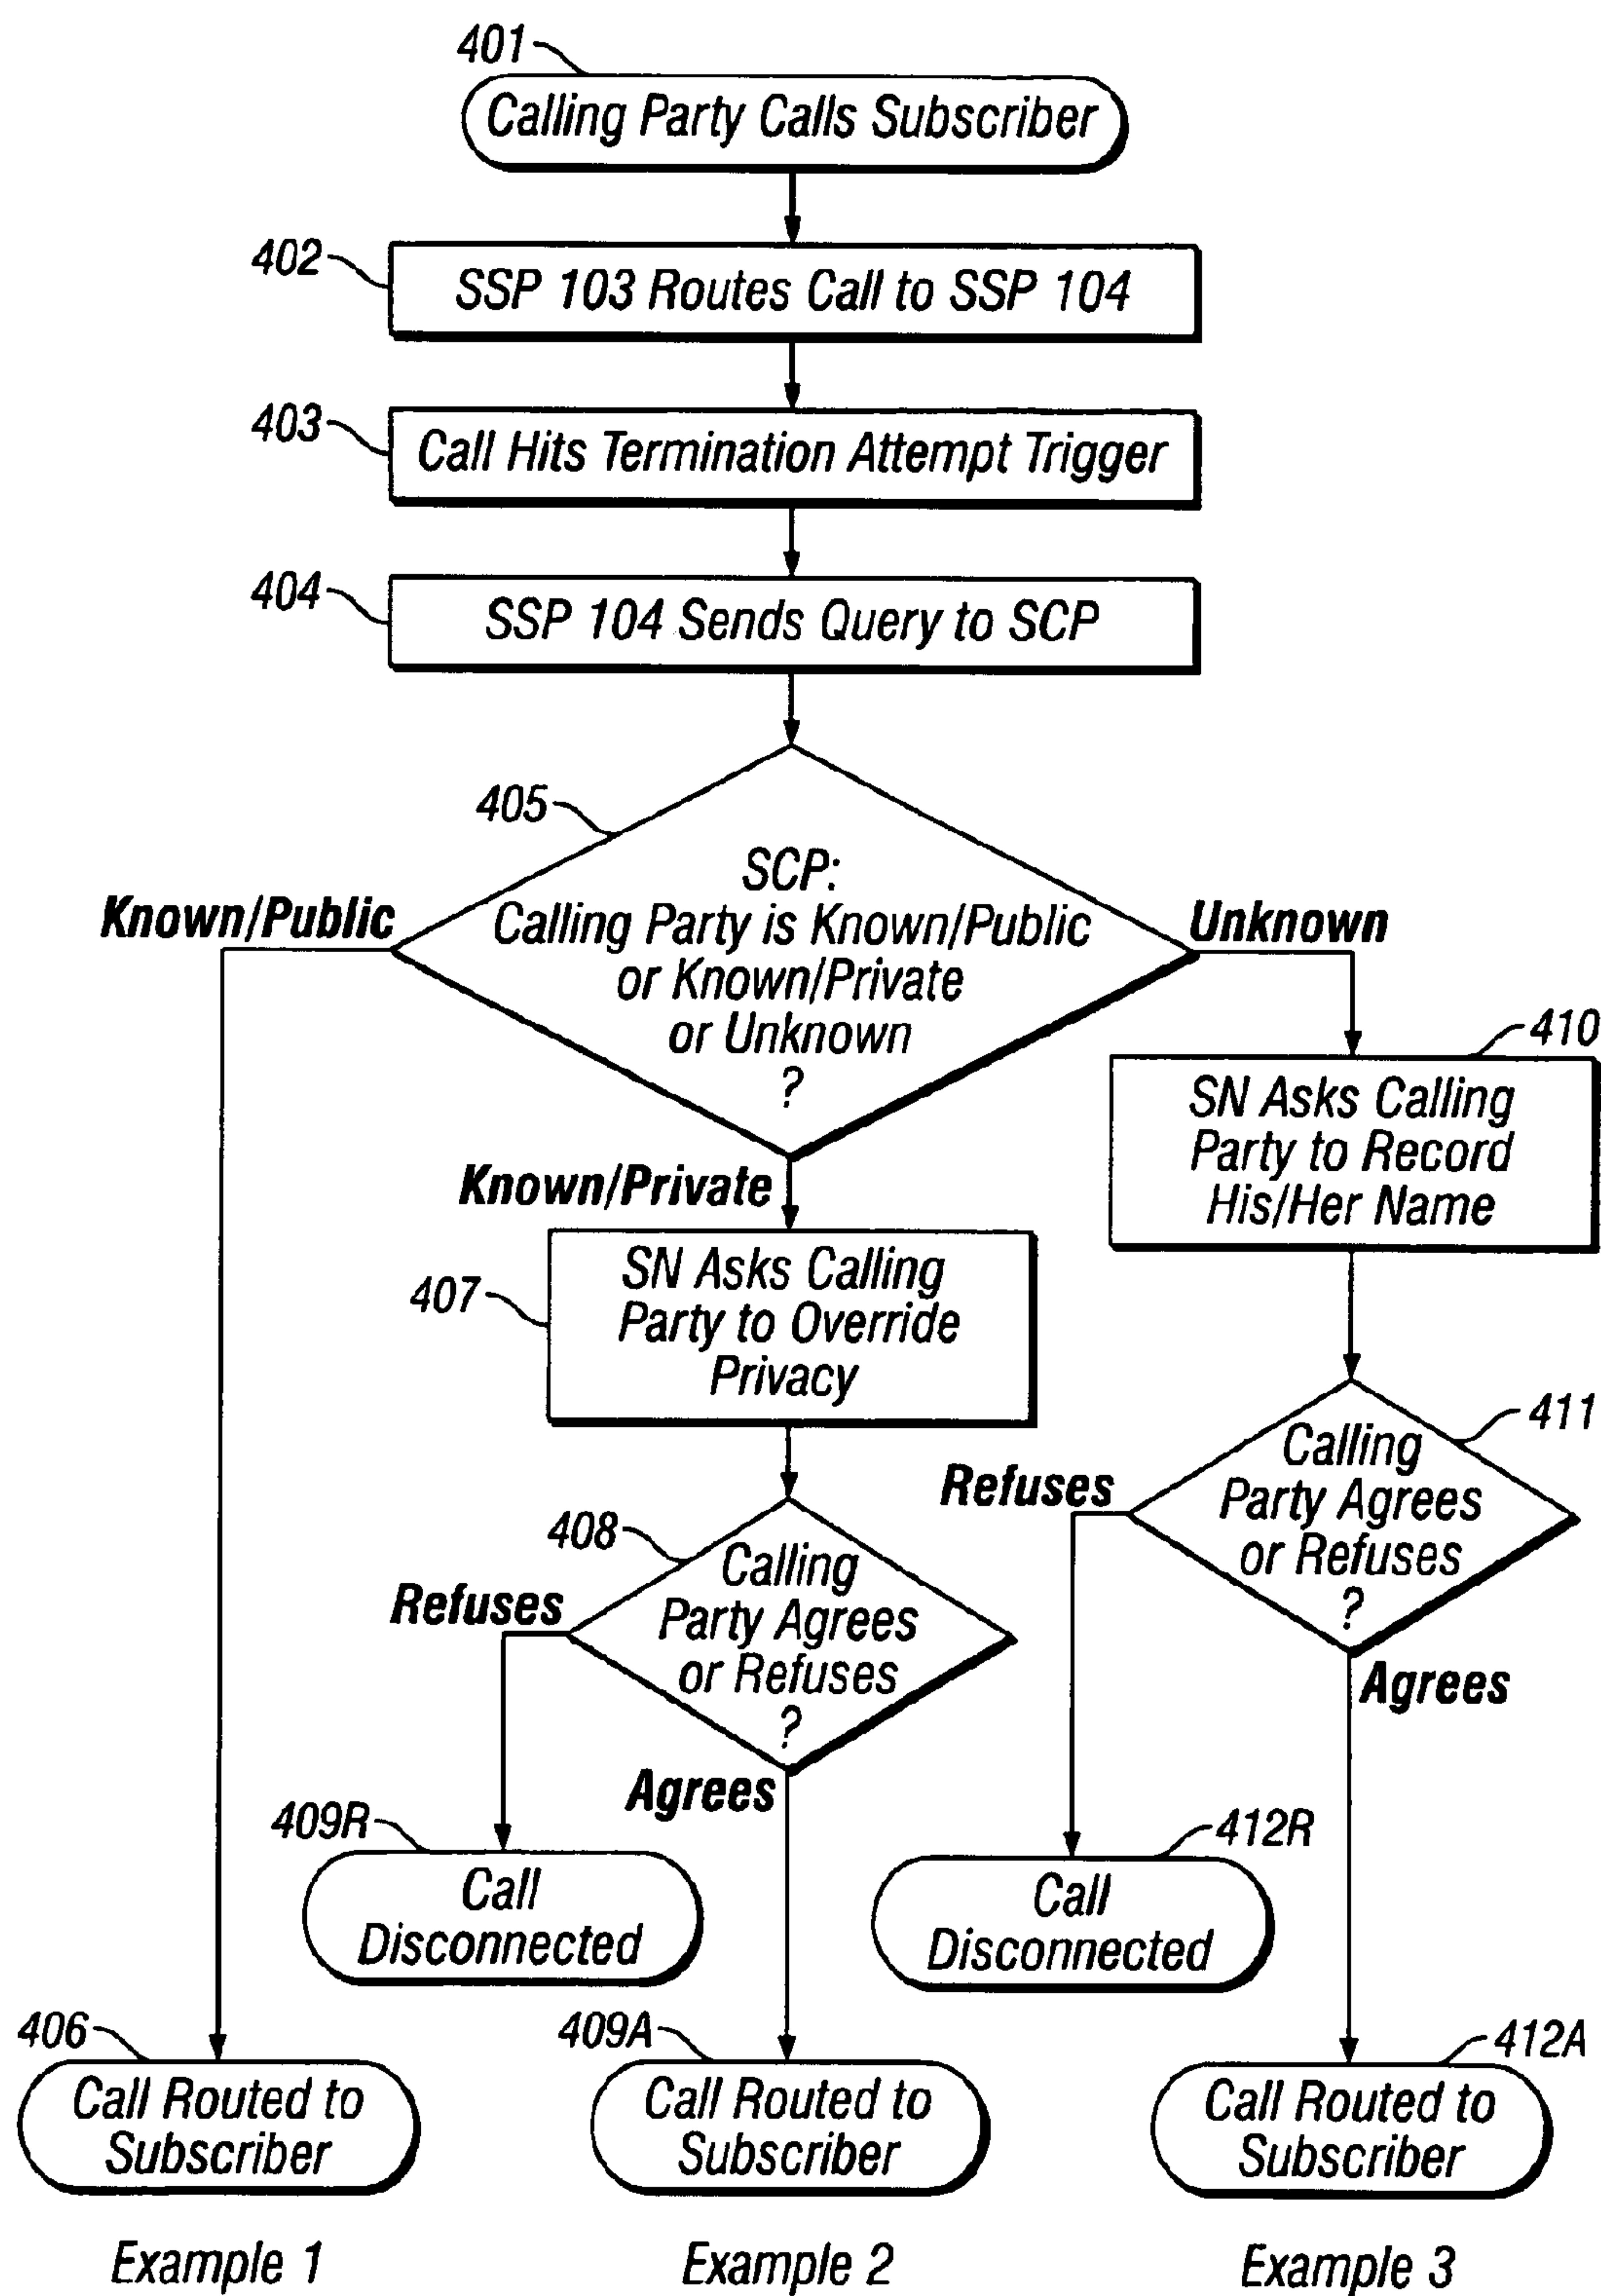 401
Calling Party Calls Subscriber
402
SSP 103 Routes Call to SSP 104
403
Call Hits Termination Attempt Trigger
404
SSP 104 Sends Query to SCP
405
SCP:
Calling Party is Known/Public
or Known/Private
or Unknown
?
Known/Public
Unknown
Known/Private
410
SN Asks Calling
Party to Record
His/Her Name
407
SN Asks Calling
Party to Override
Privacy
411
Calling
Party Agrees
or Refuses
?
Refuses
Agrees
408
Calling
Party Agrees
or Refuses
?
Refuses
Agrees
409R
Call
Disconnected
412R
Call
Disconnected
406
Call Routed to
Subscriber
409A
Call Routed to
Subscriber
412A
Call Routed to
Subscriber
Example 1
Example 2
Example 3